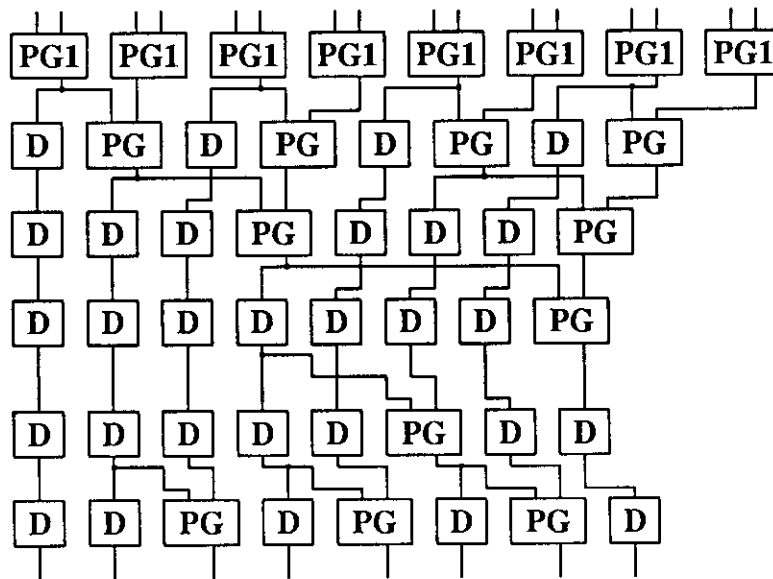 PG1 PG1 PG1 PG1 PG1 PG1 PG1 PG1
D PG D PG D PG D PG
D D D PG D D D PG
D D D D D D D PG
D D D D D PG D D
D D PG D PG D PG D